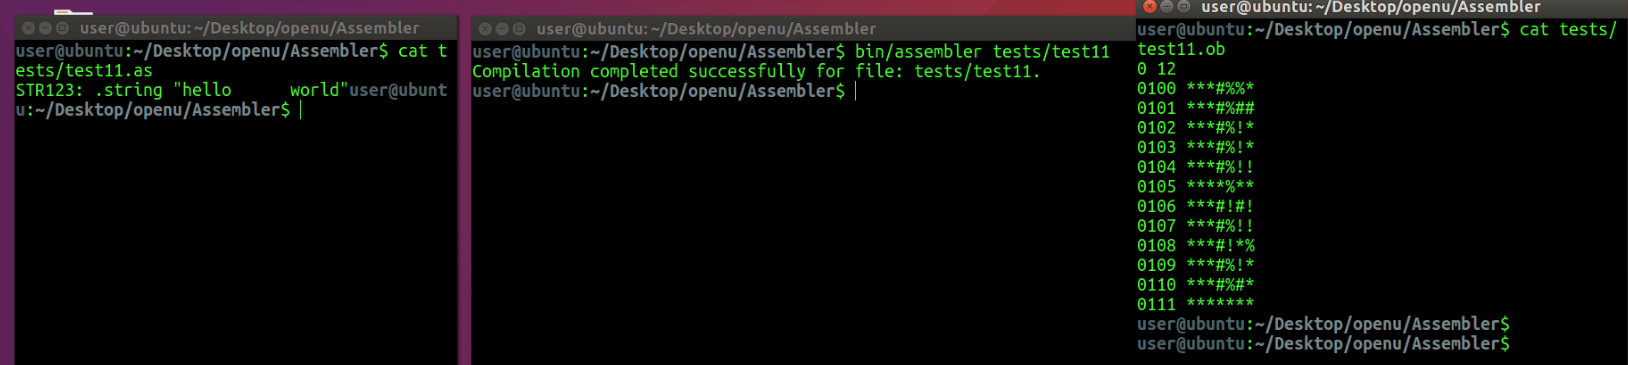 user@ubuntu: ~/Desktop/openu/Assembler
user@ubuntu:~/Desktop/openu/Assembler$ cat t
ests/test11.as
STR123: .string "hello      world"user@ubunt
u:~/Desktop/openu/Assembler$
user@ubuntu: ~/Desktop/openu/Assembler
user@ubuntu:~/Desktop/openu/Assembler$ bin/assembler tests/test11
Compilation completed successfully for file: tests/test11.
user@ubuntu:~/Desktop/openu/Assembler$
user@ubuntu: ~/Desktop/openu/Assembler
user@ubuntu:~/Desktop/openu/Assembler$ cat tests/
test11.ob
0 12
0100 ***#%%*
0101 ***#%##
0102 ***#%!*
0103 ***#%!*
0104 ***#%!!
0105 ****%**
0106 ***#!#!
0107 ***#%!!
0108 ***#!*%
0109 ***#%!*
0110 ***#%#*
0111 *******
user@ubuntu:~/Desktop/openu/Assembler$
user@ubuntu:~/Desktop/openu/Assembler$